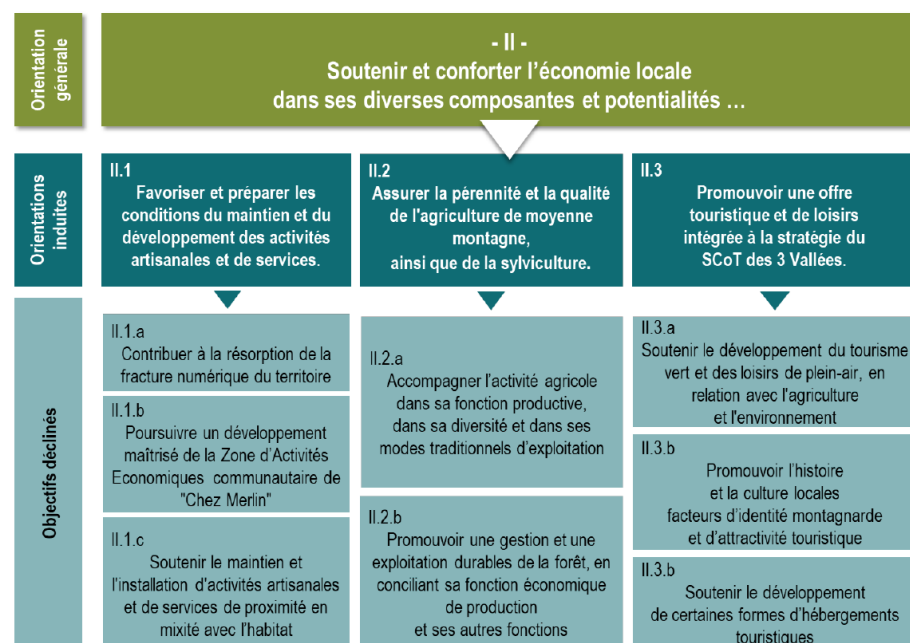 Orientation
générale
- II -
Soutenir et conforter l'économie locale
dans ses diverses composantes et potentialités …
Orientations
induites
II.1
Favoriser et préparer les
conditions du maintien et du
développement des activités
artisanales et de services.
II.2
Assurer la pérennité et la qualité
de l'agriculture de moyenne
montagne,
ainsi que de la sylviculture.
II.3
Promouvoir une offre
touristique et de loisirs
intégrée à la stratégie du
SCoT des 3 Vallées.
Objectifs déclinés
II.1.a
Contribuer à la résorption de la
fracture numérique du territoire
II.1.b
Poursuivre un développement
maîtrisé de la Zone d'Activités
Economiques communautaire de
"Chez Merlin"
II.1.c
Soutenir le maintien et
l'installation d'activités artisanales
et de services de proximité en
mixité avec l'habitat
II.2.a
Accompagner l'activité agricole
dans sa fonction productive,
dans sa diversité et dans ses
modes traditionnels d'exploitation
II.2.b
Promouvoir une gestion et une
exploitation durables de la forêt, en
conciliant sa fonction économique
de production
et ses autres fonctions
II.3.a
Soutenir le développement du tourisme
vert et des loisirs de plein-air, en
relation avec l'agriculture
et l'environnement
II.3.b
Promouvoir l'histoire
et la culture locales
facteurs d'identité montagnarde
et d'attractivité touristique
II.3.b
Soutenir le développement
de certaines formes d'hébergements
touristiques